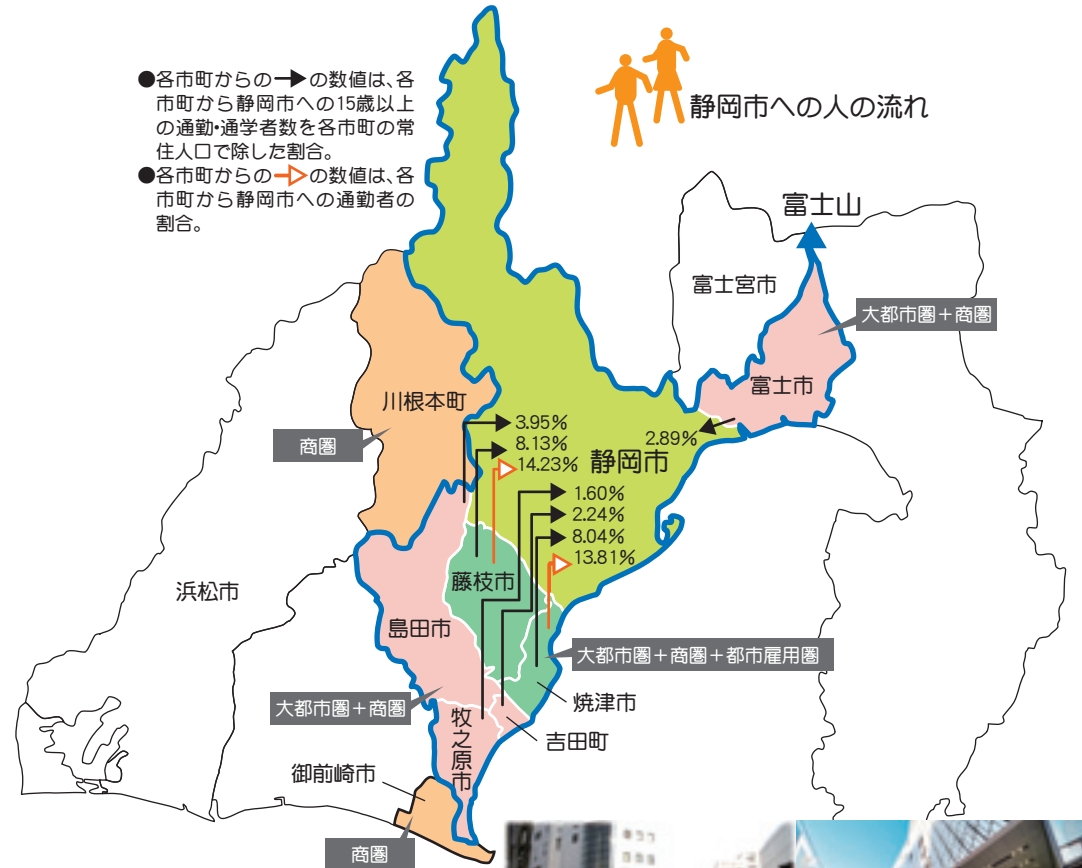 ●各市町からの の数値は、各
市町から静岡市への15歳以上
の通勤・通学者数を各市町の常
住人口で除した割合。
●各市町からの の数値は、各
市町から静岡市への通勤者の
割合。
静岡市への人の流れ
富士山
富士宮市
大都市圏+商圏
富士市
川根本町
商圏
3.95%
8.13%
14.23%
2.89%
静岡市
1.60%
2.24%
8.04%
13.81%
浜松市
藤枝市
島田市
大都市圏+商圏+都市雇用圏
焼津市
大都市圏+商圏
牧之原市
吉田町
御前崎市
商圏